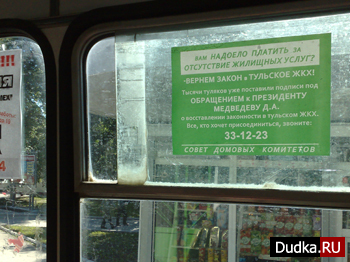 ВАМ НАДОЕЛО ПЛАТИТЬ ЗА
ОТСУТСТВИЕ ЖИЛИЩНЫХ УСЛУГ?
-ВЕРНЕМ ЗАКОН В ТУЛЬСКОЕ ЖКХ!
Тысячи туляков уже поставили подписи под
ОБРАЩЕНИЕМ К ПРЕЗИДЕНТУ
МЕДВЕДЕВУ Д.А.
о восставлении законности в тульском ЖКХ.
Все, кто хочет присоединиться, звоните:
33-12-23
СОВЕТ ДОМОВЫХ КОМИТЕТОВ
Dudka.RU